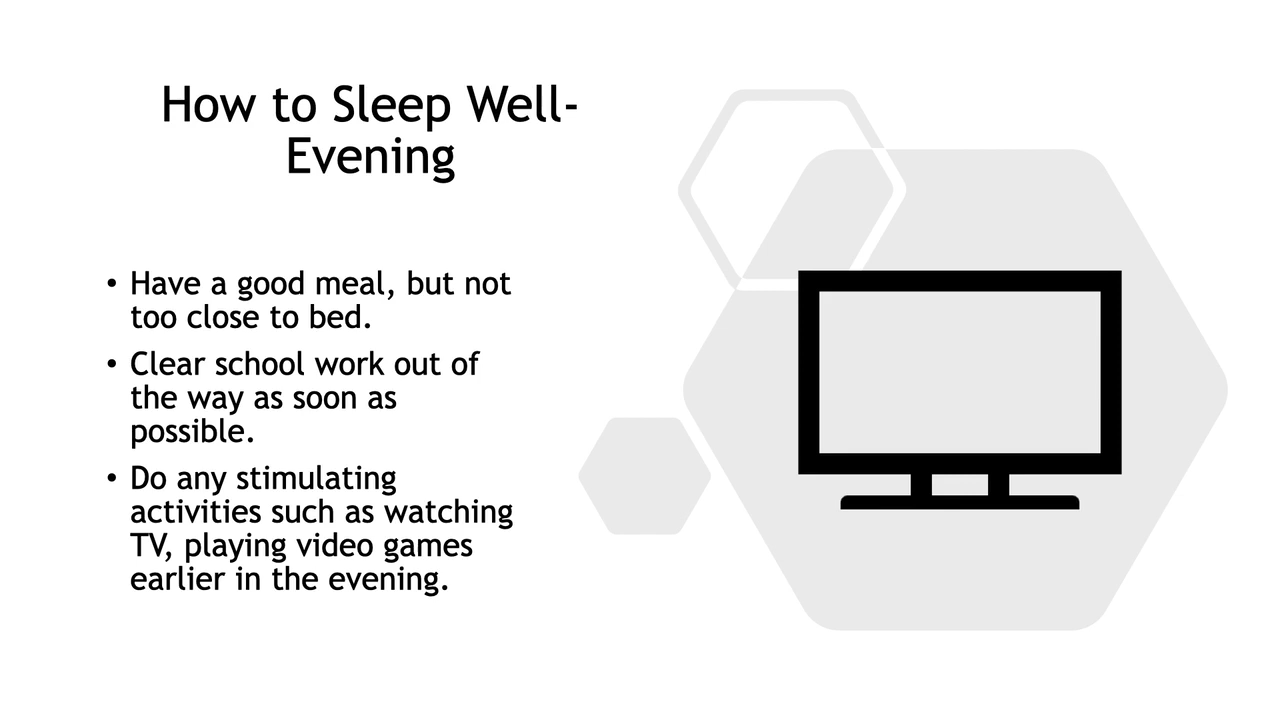 How to Sleep Well-
Evening
• Have a good meal, but not
too close to bed.
• Clear school work out of
the way as soon as
possible.
• Do any stimulating
activities such as watching
TV, playing video games
earlier in the evening.